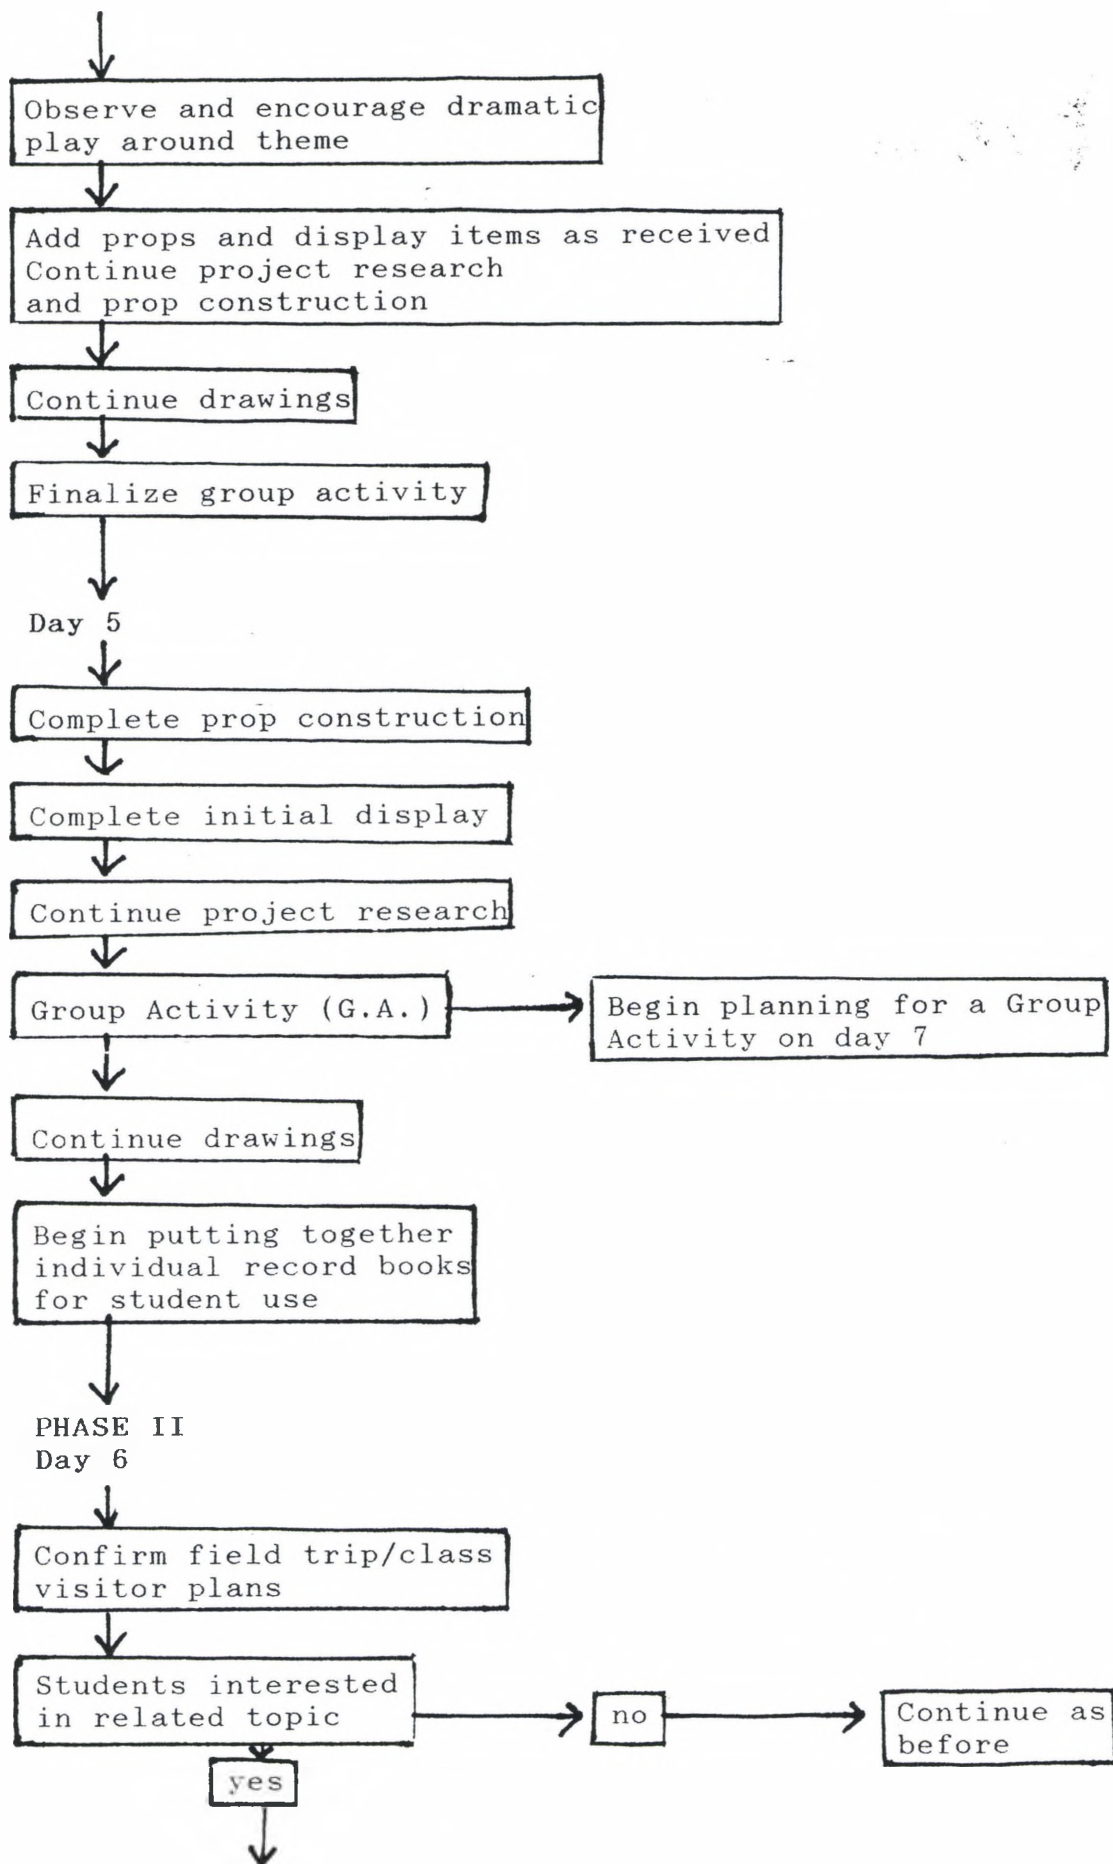 Observe and encourage dramatic
play around theme
Add props and display items as received
Continue project research
and prop construction
Continue drawings
Finalize group activity
Day 5
Complete prop construction
Complete initial display
Continue project research
Group Activity (G.A.)
Begin planning for a Group
Activity on day 7
Continue drawings
Begin putting together
individual record books
for student use
PHASE II
Day 6
Confirm field trip/class
visitor plans
Students interested
in related topic
no
Continue as
before
yes